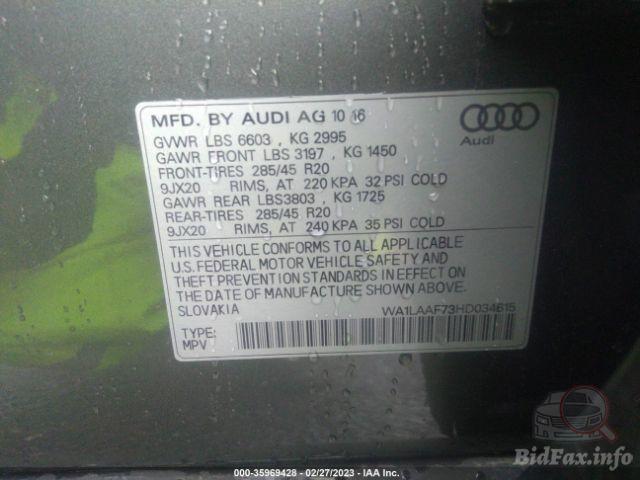 MFD. BY AUDI AG 10 16
Audi
GVWR LBS 6603 , KG 2995
GAWR FRONT LBS 3197 , KG 1450
FRONT-TIRES 285/45 R20
9JX20 RIMS, AT 220 KPA 32 PSI COLD
GAWR REAR LBS3803 , KG 1725
REAR-TIRES 285/45 R20
9JX20 RIMS, AT 240 KPA 35 PSI COLD
THIS VEHICLE CONFORMS TO ALL APPLICABLE
U.S. FEDERAL MOTOR VEHICLE SAFETY AND
THEFT PREVENTION STANDARDS IN EFFECT ON
THE DATE OF MANUFACTURE SHOWN ABOVE.
SLOVAKIA WA1LAAF73HD034615
TYPE:
MPV
BidFax.info
000-35969428 - 02/27/2023 - IAA Inc.